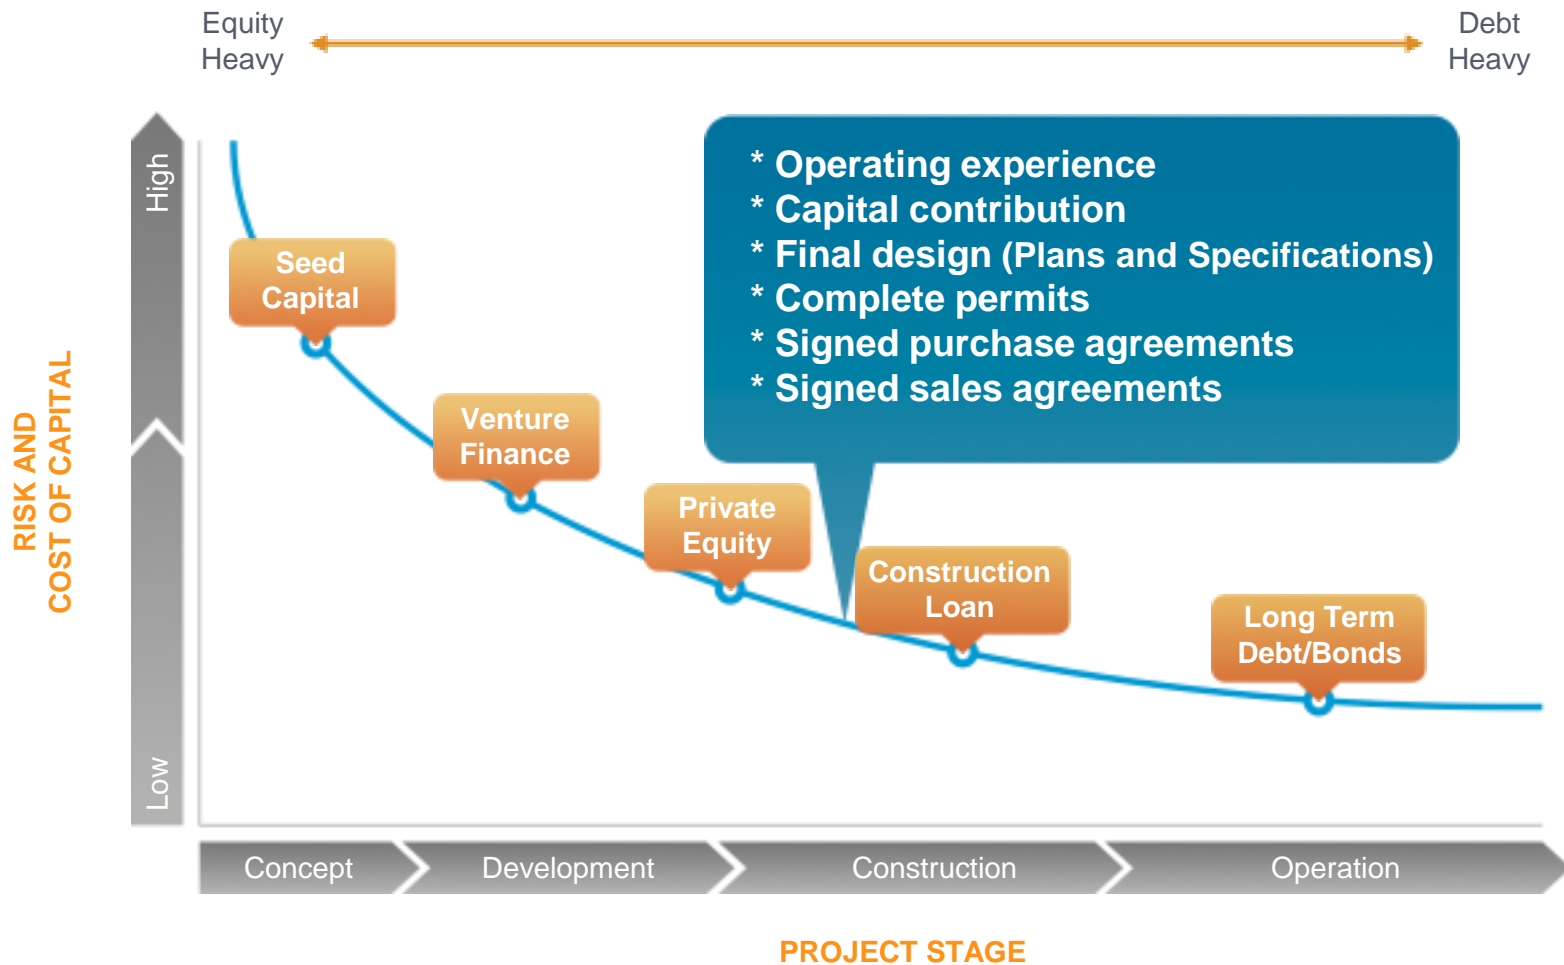 Equity
Heavy
Debt
Heavy
High
Low
RISK AND
COST OF CAPITAL
* Operating experience
* Capital contribution
* Final design (Plans and Specifications)
* Complete permits
* Signed purchase agreements
* Signed sales agreements
Seed
Capital
Venture
Finance
Private
Equity
Construction
Loan
Long Term
Debt/Bonds
Concept
Development
Construction
Operation
PROJECT STAGE